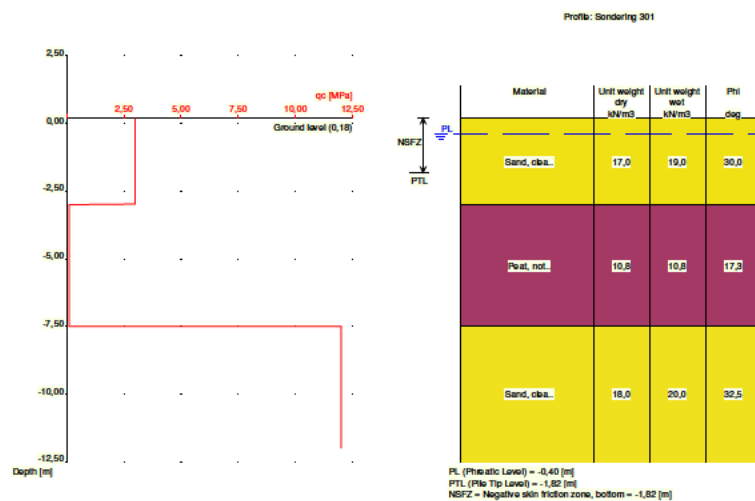 Profile: Sondering 301
2,50
qc [MPa]
2,50 5,00 7,50 10,00 12,50
0,00
Ground level (0,18)
-2,50
-5,00
-7,50
-10,00
-12,50
Depth [m]
NSFZ
PTL
PL
Material Unit weight dry kN/m3 Unit weight wet kN/m3 Phi deg
Sand, clea.. 17,0 19,0 30,0
Peat, not.. 10,8 10,8 17,3
Sand, clea.. 18,0 20,0 32,5
PL (Phreatic Level) = -0,40 [m]
PTL (Pile Tip Level) = -1,82 [m]
NSFZ = Negative skin friction zone, bottom = -1,82 [m]